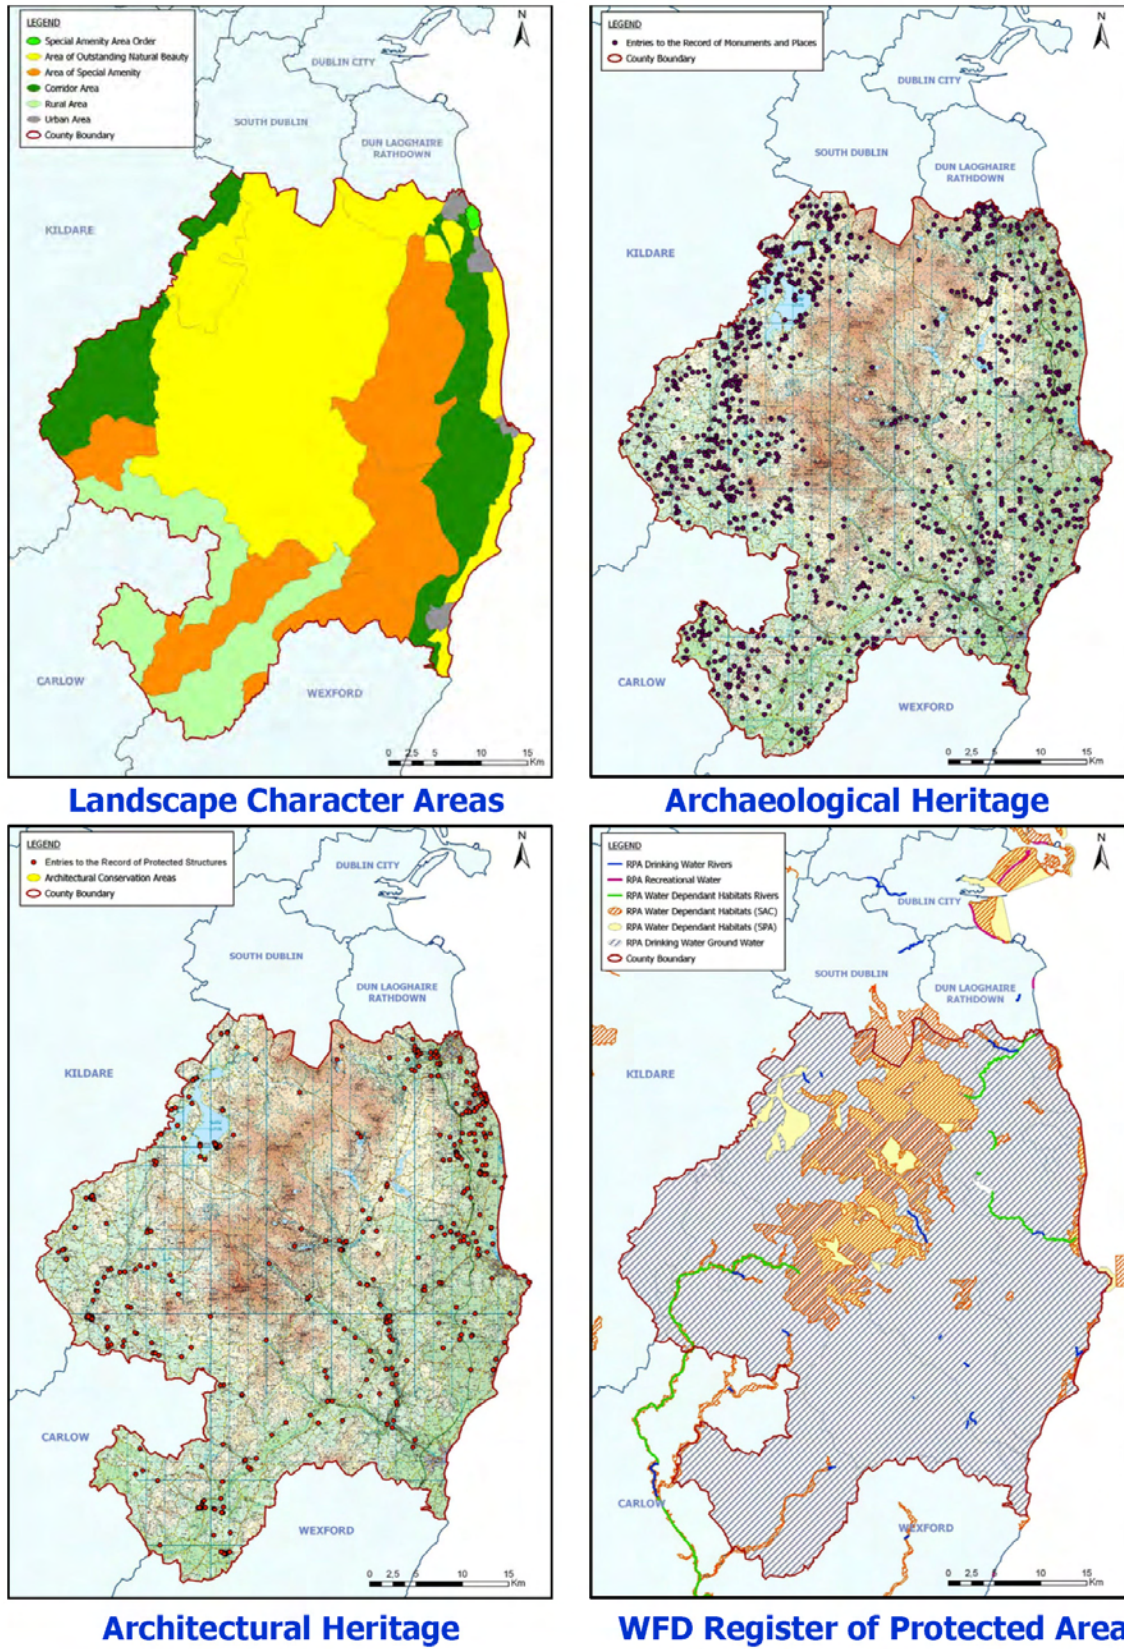 LEGEND
Special Amenity Area Order
Area of Outstanding Natural Beauty
Area of Special Amenity
Corridor Area
Rural Area
Urban Area
County Boundary
N
DUBLIN CITY
SOUTH DUBLIN
DUN LAOGHAIRE
RATHDOWN
KILDARE
CARLOW
WEXFORD
0 2.5 5 10 15
Km
Landscape Character Areas
LEGEND
Entries to the Record of Monuments and Places
County Boundary
N
DUBLIN CITY
SOUTH DUBLIN
DUN LAOGHAIRE
RATHDOWN
KILDARE
CARLOW
WEXFORD
0 2.5 5 10 15
Km
Archaeological Heritage
LEGEND
Entries to the Record of Protected Structures
Architectural Conservation Areas
County Boundary
N
DUBLIN CITY
SOUTH DUBLIN
DUN LAOGHAIRE
RATHDOWN
KILDARE
CARLOW
WEXFORD
0 2.5 5 10 15
Km
Architectural Heritage
LEGEND
RPA Drinking Water Rivers
RPA Recreational Water
RPA Water Dependant Habitats Rivers
RPA Water Dependant Habitats (SAC)
RPA Water Dependant Habitats (SPA)
RPA Drinking Water Ground Water
County Boundary
N
DUBLIN CITY
SOUTH DUBLIN
DUN LAOGHAIRE
RATHDOWN
KILDARE
CARLOW
WEXFORD
0 2.5 5 10 15
Km
WFD Register of Protected Area